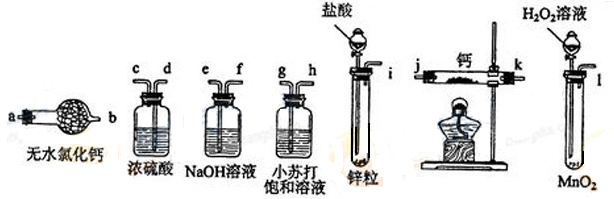 盐酸
H₂O₂溶液
c d e f g h i j 钙 k l
a b
无水氯化钙
浓硫酸
NaOH溶液
小苏打
饱和溶液
锌粒
MnO₂